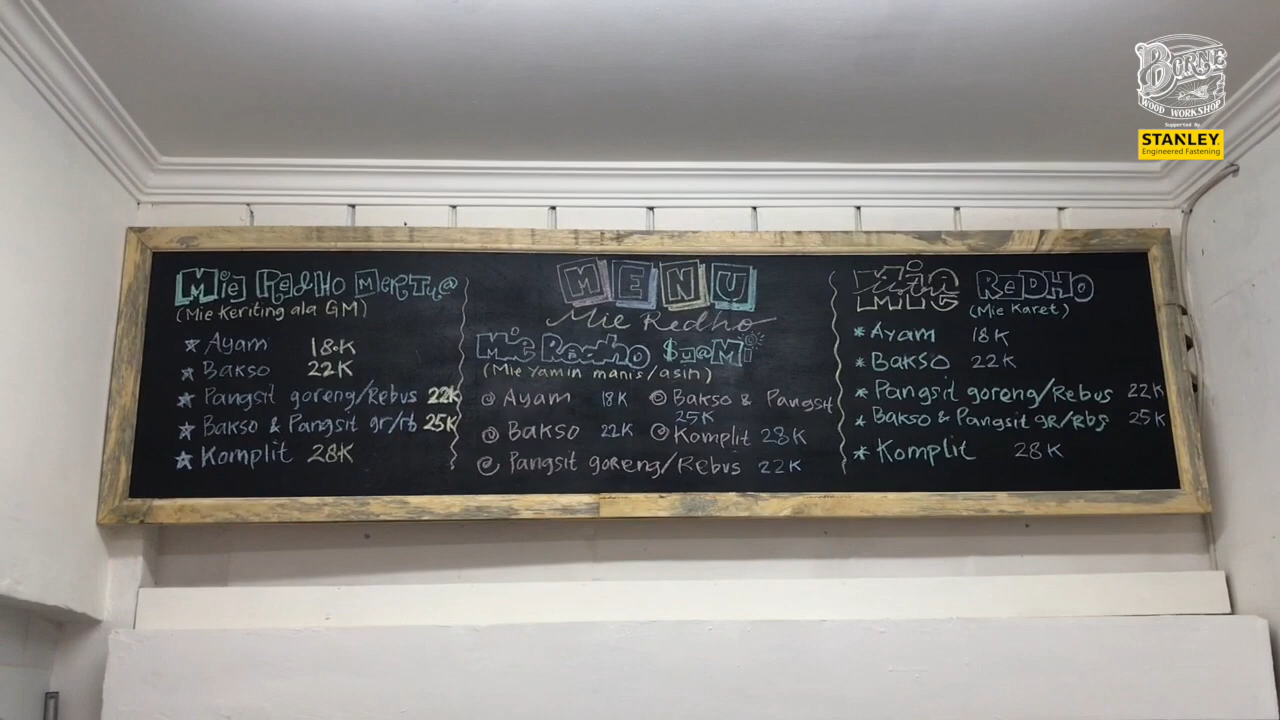 BORNE
WOOD WORKSHOP
Supported By
STANLEY
Engineered Fastening
Mie Redho Mertu@
(Mie Keriting ala GM)
Ayam 18K
Bakso 22K
Pangsit goreng/Rebus 22K
Bakso & Pangsit gr/rb 25K
Komplit 28K
MENU
Mie Redho
Mie Redho $u@Mi
(Mie Yamin manis/asin)
Ayam 18K
Bakso 22K
Pangsit goreng/Rebus 22K
Bakso & Pangsit
25K
Komplit 28K
Mie REDHO
(Mie Karet)
Ayam 18K
Bakso 22K
Pangsit goreng/Rebus 22K
Bakso & Pangsit gr/rbs 25K
Komplit 28K